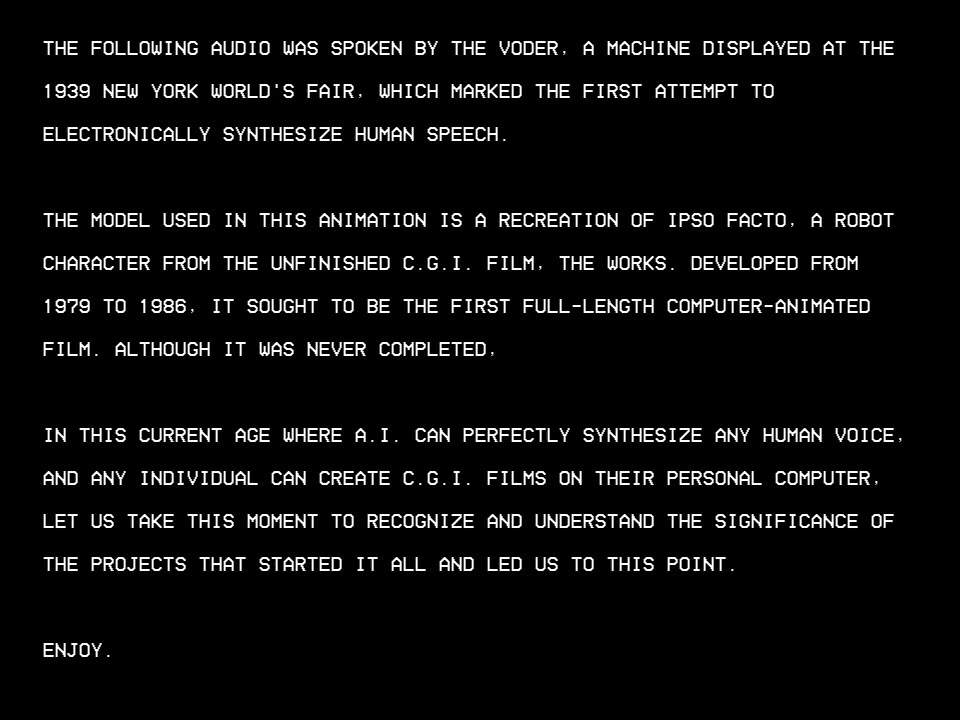 THE FOLLOWING AUDIO WAS SPOKEN BY THE VODER, A MACHINE DISPLAYED AT THE
1939 NEW YORK WORLD'S FAIR, WHICH MARKED THE FIRST ATTEMPT TO
ELECTRONICALLY SYNTHESIZE HUMAN SPEECH.
THE MODEL USED IN THIS ANIMATION IS A RECREATION OF IPSO FACTO, A ROBOT
CHARACTER FROM THE UNFINISHED C.G.I. FILM, THE WORKS. DEVELOPED FROM
1979 TO 1986, IT SOUGHT TO BE THE FIRST FULL-LENGTH COMPUTER-ANIMATED
FILM. ALTHOUGH IT WAS NEVER COMPLETED,
IN THIS CURRENT AGE WHERE A.I. CAN PERFECTLY SYNTHESIZE ANY HUMAN VOICE,
AND ANY INDIVIDUAL CAN CREATE C.G.I. FILMS ON THEIR PERSONAL COMPUTER,
LET US TAKE THIS MOMENT TO RECOGNIZE AND UNDERSTAND THE SIGNIFICANCE OF
THE PROJECTS THAT STARTED IT ALL AND LED US TO THIS POINT.
ENJOY.